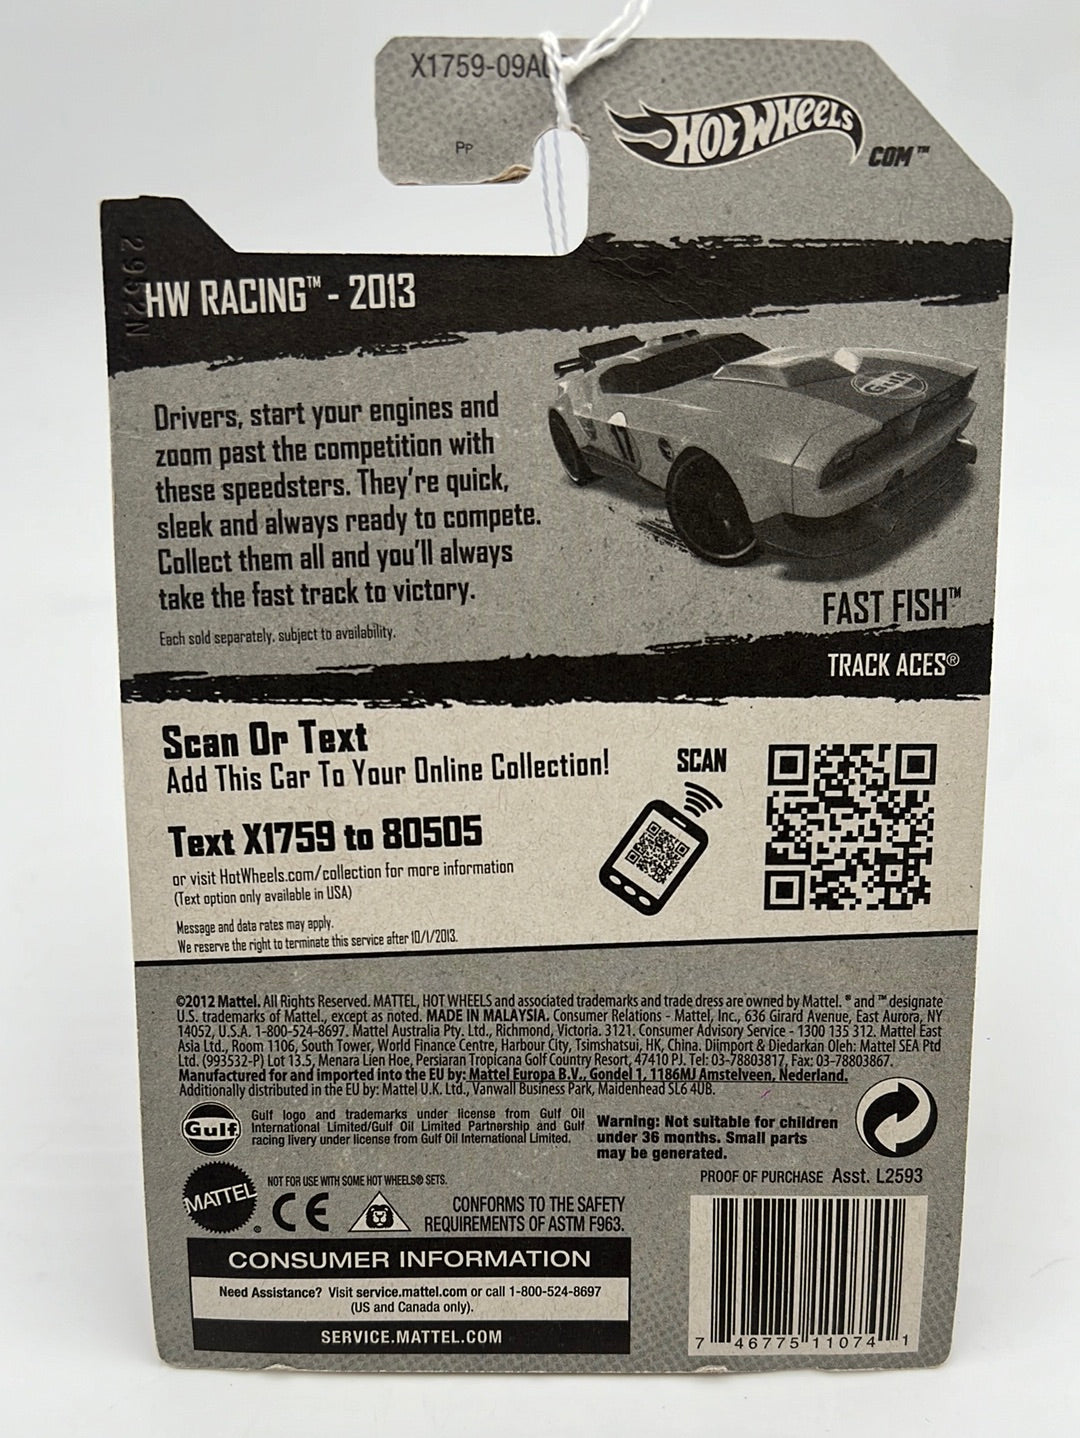 X1759-09A
Pp
HOT WHEELS
.COM™
2952N
HW RACING™ - 2013
Gulf
Drivers, start your engines and
zoom past the competition with
these speedsters. They're quick,
sleek and always ready to compete.
Collect them all and you'll always
take the fast track to victory.
Each sold separately, subject to availability.
FAST FISH™
TRACK ACES®
Scan Or Text
Add This Car To Your Online Collection!
SCAN
Text X1759 to 80505
or visit HotWheels.com/collection for more information
(Text option only available in USA)
Message and data rates may apply.
We reserve the right to terminate this service after 10/1/2013.
©2012 Mattel. All Rights Reserved. MATTEL, HOT WHEELS and associated trademarks and trade dress are owned by Mattel. ® and ™ designate
U.S. trademarks of Mattel., except as noted. MADE IN MALAYSIA. Consumer Relations - Mattel, Inc., 636 Girard Avenue, East Aurora, NY
14052, U.S.A. 1-800-524-8697. Mattel Australia Pty. Ltd., Richmond, Victoria. 3121. Consumer Advisory Service - 1300 135 312. Mattel East
Asia Ltd., Room 1106, South Tower, World Finance Centre, Harbour City, Tsimshatsui, HK, China. Diimport & Diedarkan Oleh: Mattel SEA Ptd
Ltd. (993532-P) Lot 13.5, Menara Lien Hoe, Persiaran Tropicana Golf Country Resort, 47410 PJ. Tel: 03-78803817, Fax: 03-78803867.
Manufactured for and imported into the EU by: Mattel Europa B.V., Gondel 1, 1186MJ Amstelveen, Nederland.
Additionally distributed in the EU by: Mattel U.K. Ltd., Vanwall Business Park, Maidenhead SL6 4UB.
Gulf
Gulf logo and trademarks under license from Gulf Oil
International Limited/Gulf Oil Limited Partnership and Gulf
racing livery under license from Gulf Oil International Limited.
Warning: Not suitable for children
under 36 months. Small parts
may be generated.
PROOF OF PURCHASE Asst. L2593
MATTEL®
NOT FOR USE WITH SOME HOT WHEELS® SETS.
CE
CONFORMS TO THE SAFETY
REQUIREMENTS OF ASTM F963.
CONSUMER INFORMATION
Need Assistance? Visit service.mattel.com or call 1-800-524-8697
(US and Canada only).
SERVICE.MATTEL.COM
7 46775 11074 1